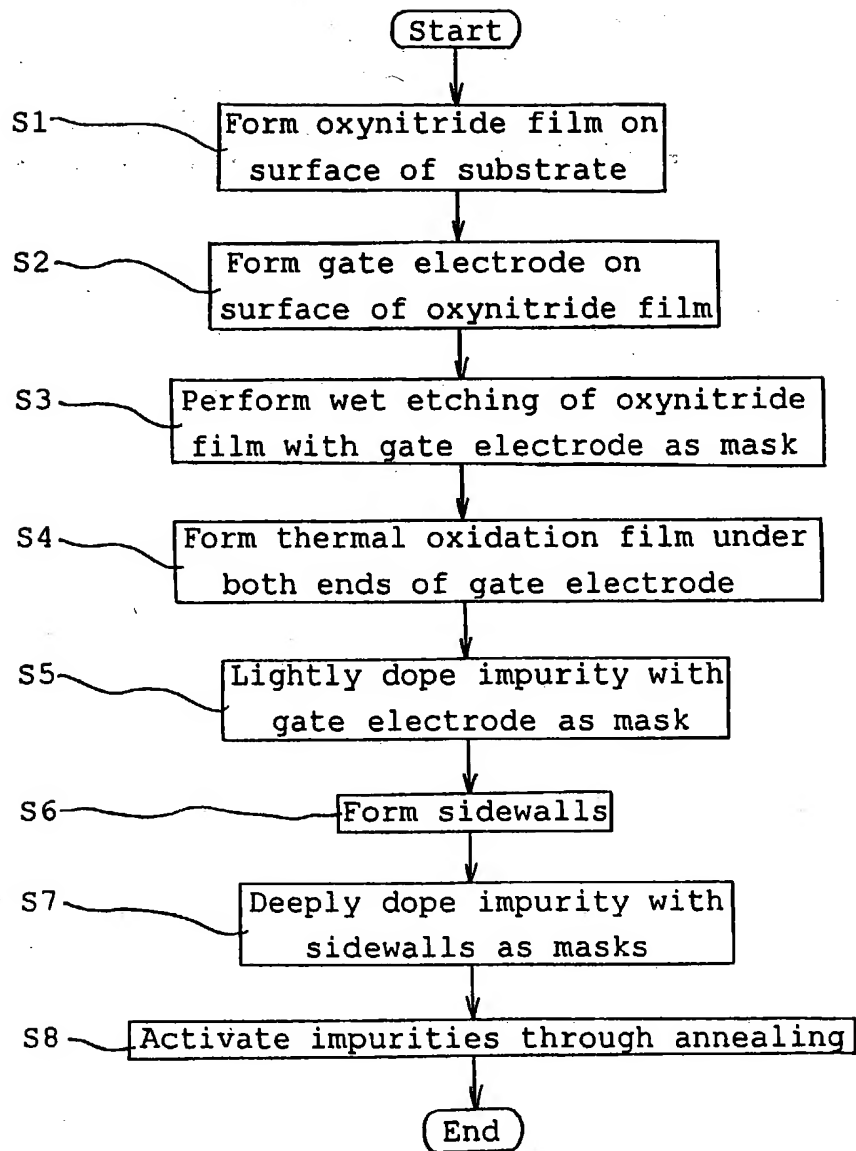 Start
S1
Form oxynitride film on
surface of substrate
S2
Form gate electrode on
surface of oxynitride film
S3
Perform wet etching of oxynitride
film with gate electrode as mask
S4
Form thermal oxidation film under
both ends of gate electrode
S5
Lightly dope impurity with
gate electrode as mask
S6
Form sidewalls
S7
Deeply dope impurity with
sidewalls as masks
S8
Activate impurities through annealing
End